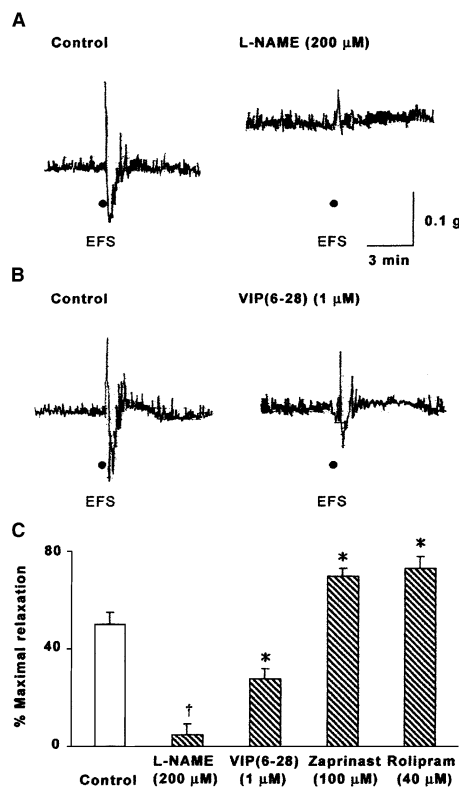 A
Control L-NAME (200 µM)
EFS EFS
0.1 g
3 min
B
Control VIP(6-28) (1 µM)
EFS EFS
C
% Maximal relaxation
80
40
0
*
*
*
†
Control
L-NAME
(200 µM)
VIP(6-28)
(1 µM)
Zaprinast
(100 µM)
Rolipram
(40 µM)